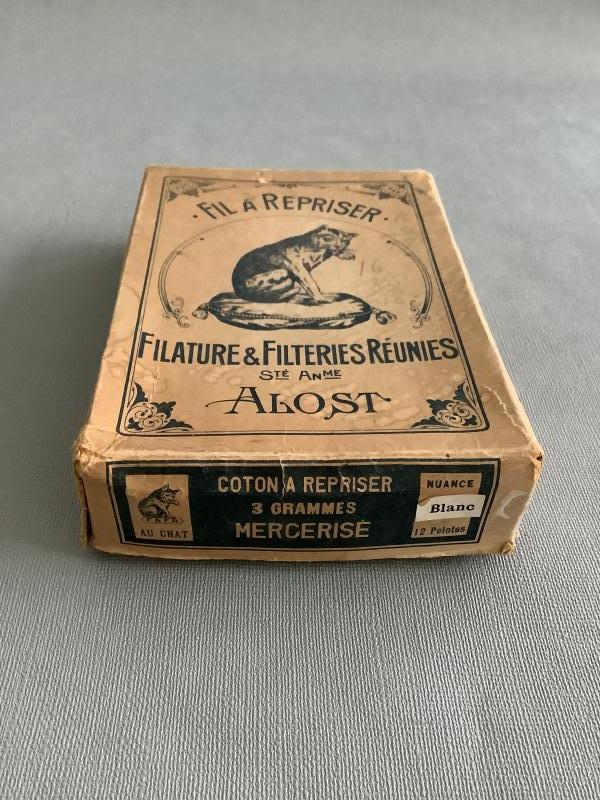 · FIL A REPRISER ·
FILATURE & FILTERIES RÉUNIES
STÉ ANME
ALOST
AU CHAT
COTON A REPRISER
3 GRAMMES
MERCERISÉ
NUANCE
Blanc
12 Pelotes